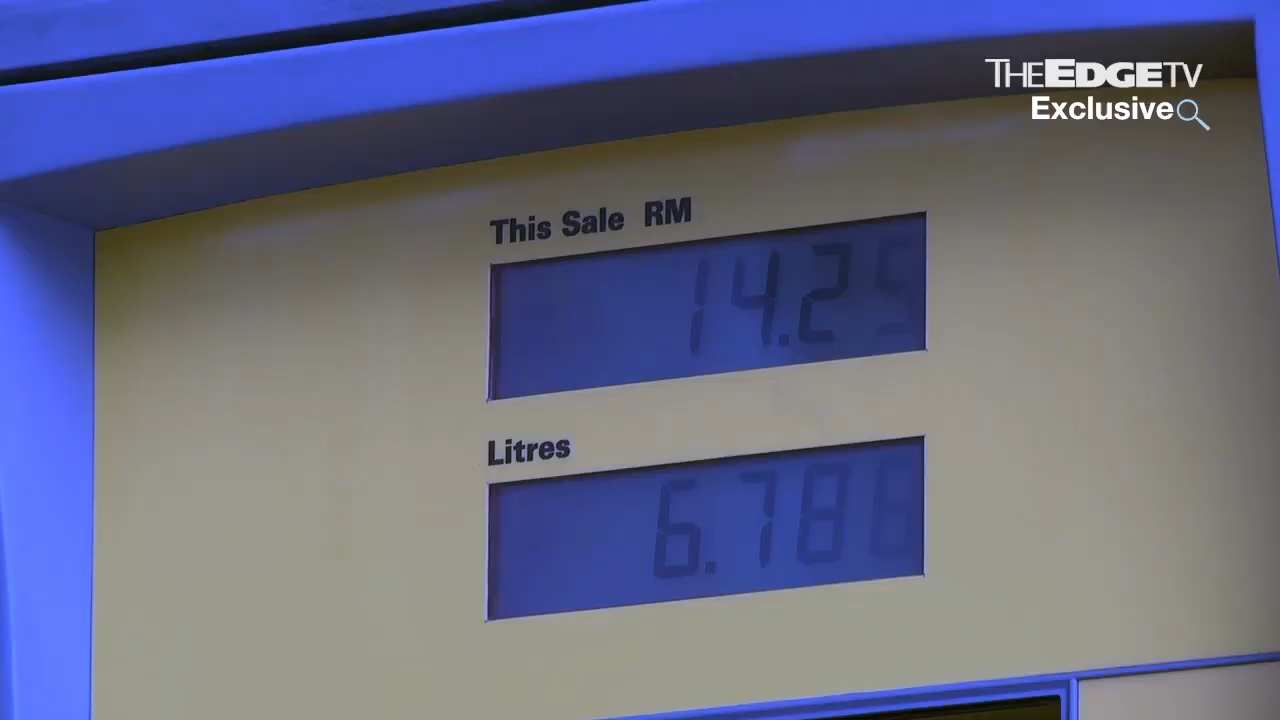 THEEDGETV
Exclusive
This Sale RM
14.25
Litres
6.788